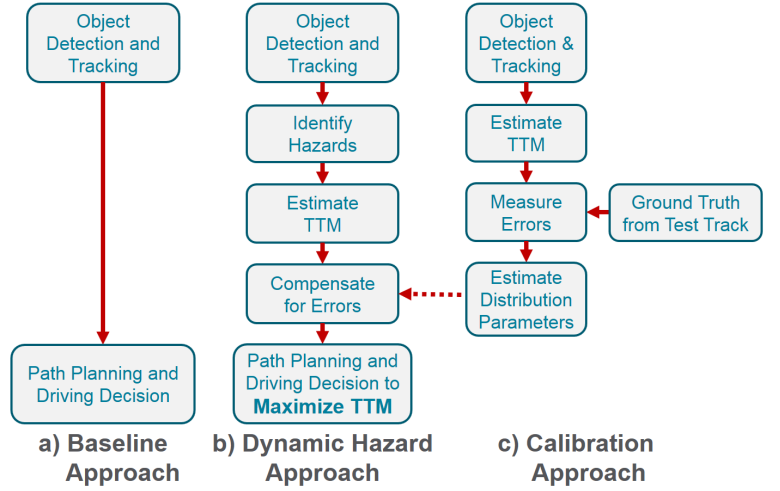 Object
Detection and
Tracking
Path Planning and
Driving Decision
a) Baseline
Approach
Object
Detection and
Tracking
Identify
Hazards
Estimate
TTM
Compensate
for Errors
Path Planning and
Driving Decision to
Maximize TTM
b) Dynamic Hazard
Approach
Object
Detection &
Tracking
Estimate
TTM
Measure
Errors
Ground Truth
from Test Track
Estimate
Distribution
Parameters
c) Calibration
Approach